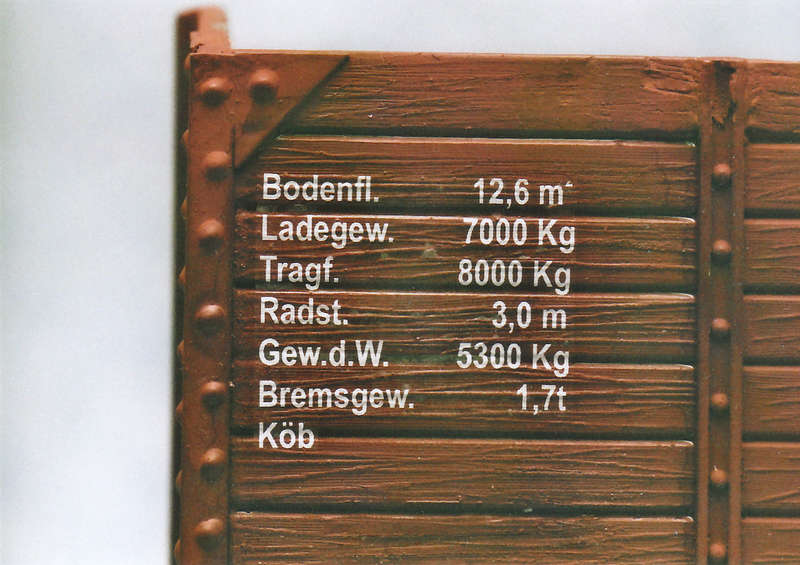 Bodenfl. 12,6 m²
Ladegew. 7000 Kg
Tragf. 8000 Kg
Radst. 3,0 m
Gew.d.W. 5300 Kg
Bremsgew. 1,7t
Köb